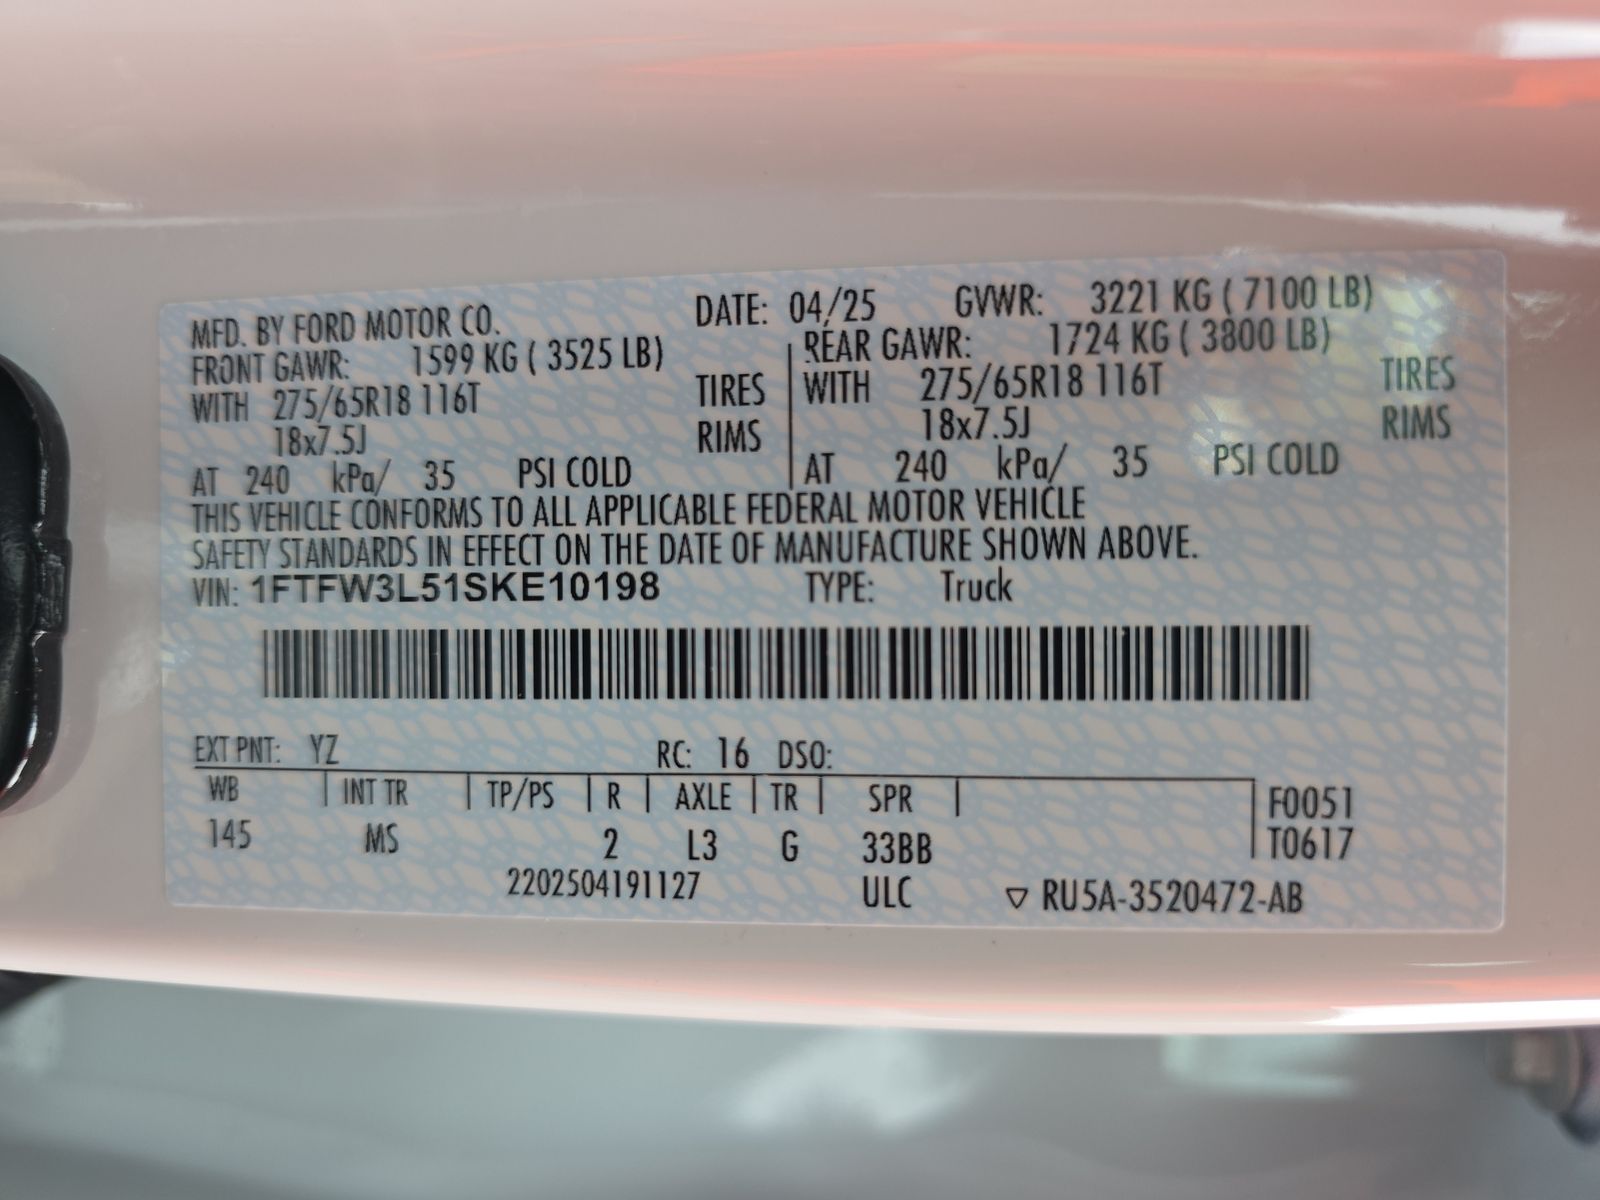 MFD. BY FORD MOTOR CO. DATE: 04/25 GVWR: 3221 KG ( 7100 LB)
FRONT GAWR: 1599 KG ( 3525 LB) REAR GAWR: 1724 KG ( 3800 LB)
WITH 275/65R18 116T TIRES WITH 275/65R18 116T TIRES
18x7.5J RIMS 18x7.5J RIMS
AT 240 kPa/ 35 PSI COLD AT 240 kPa/ 35 PSI COLD
THIS VEHICLE CONFORMS TO ALL APPLICABLE FEDERAL MOTOR VEHICLE
SAFETY STANDARDS IN EFFECT ON THE DATE OF MANUFACTURE SHOWN ABOVE.
VIN: 1FTFW3L51SKE10198 TYPE: Truck
EXT PNT: YZ RC: 16 DSO:
WB | INT TR | TP/PS | R | AXLE | TR | SPR | F0051
145 MS 2 L3 G 33BB T0617
2202504191127 ULC ▽ RU5A-3520472-AB